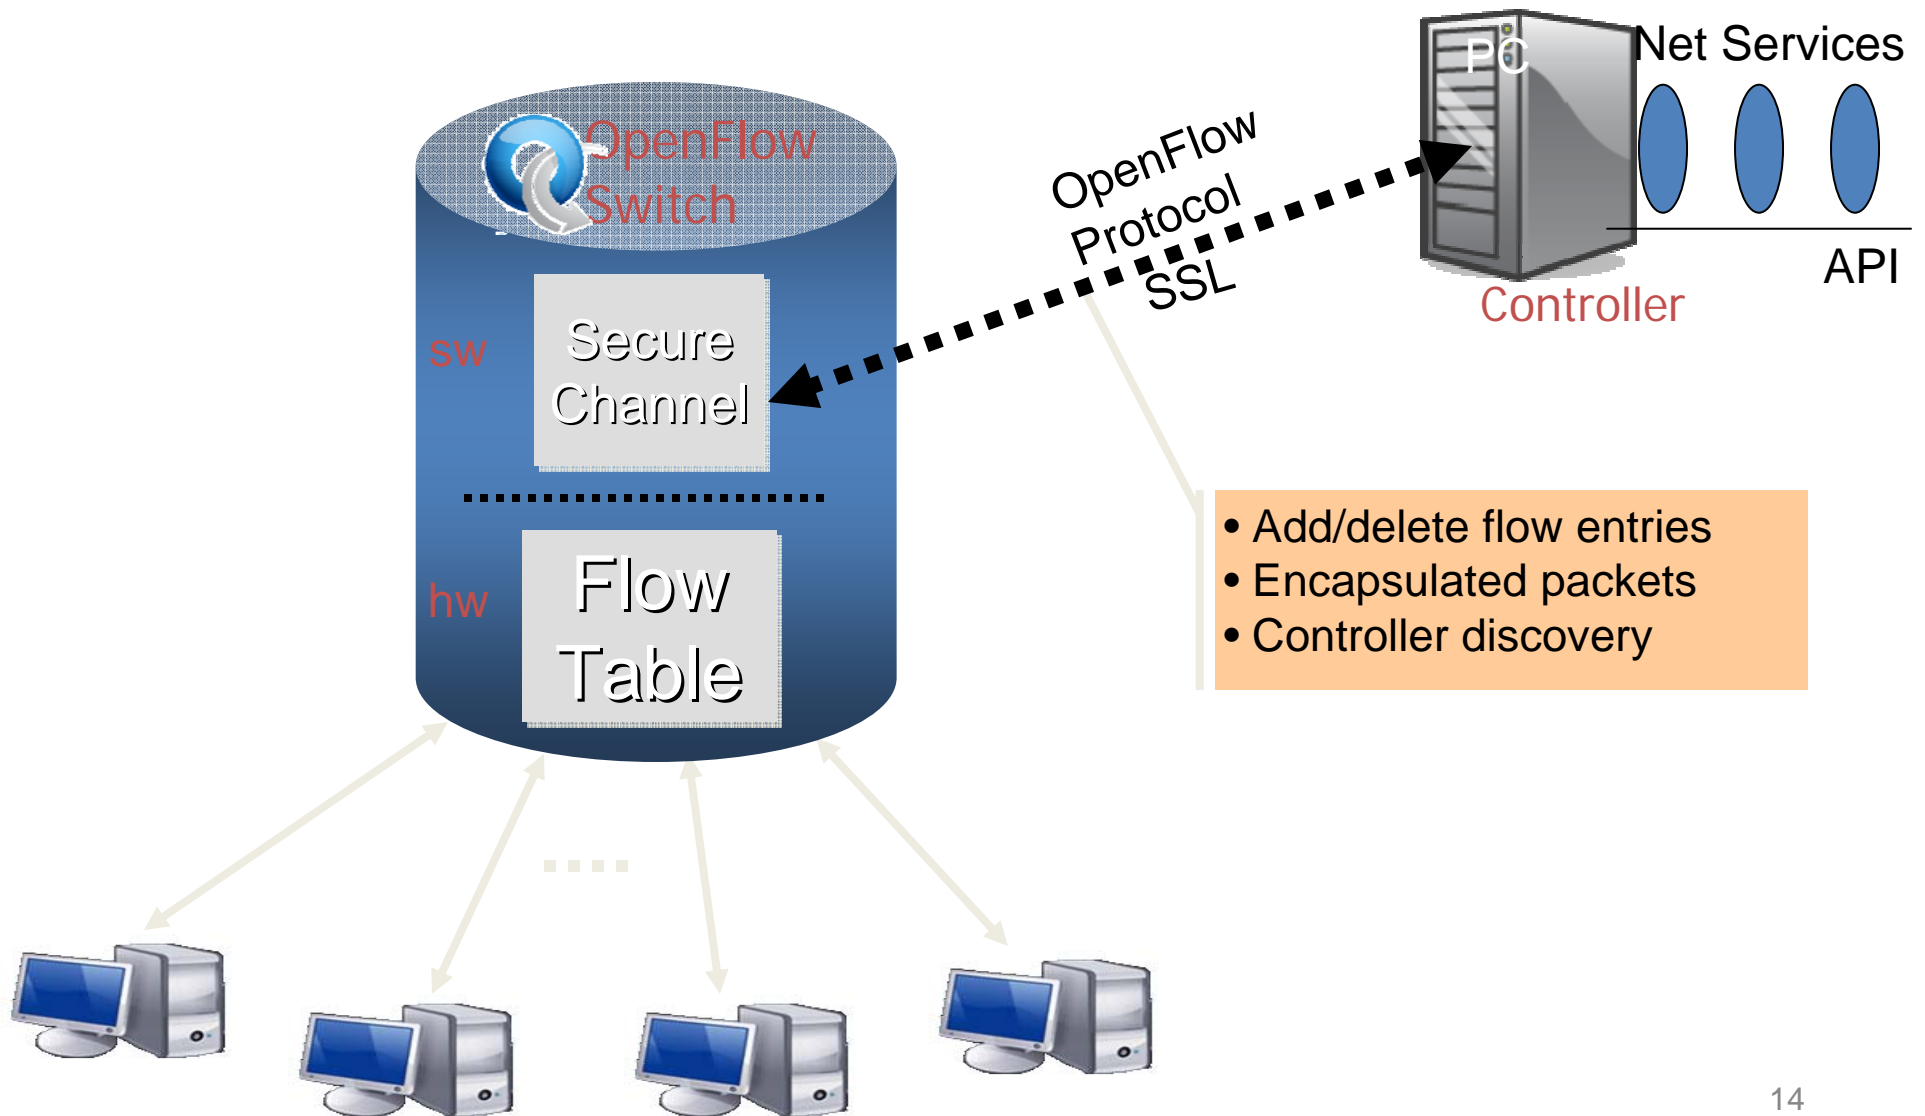 PC
Net Services
API
Controller
OpenFlow
Switch
OpenFlow
Protocol
SSL
sw
Secure
Channel
hw
Flow
Table
• Add/delete flow entries
• Encapsulated packets
• Controller discovery
14